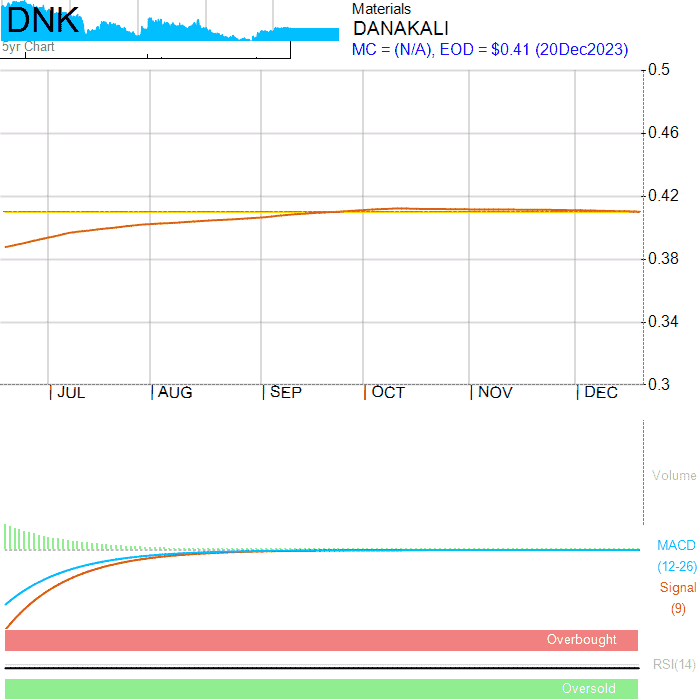 DNK
5yr Chart
Materials
DANAKALI
MC = (N/A), EOD = $0.41 (20Dec2023)
0.5
0.46
0.42
0.38
0.34
0.3
JUL AUG SEP OCT NOV DEC
Volume
MACD
(12-26)
Signal
(9)
Overbought
RSI(14)
Oversold